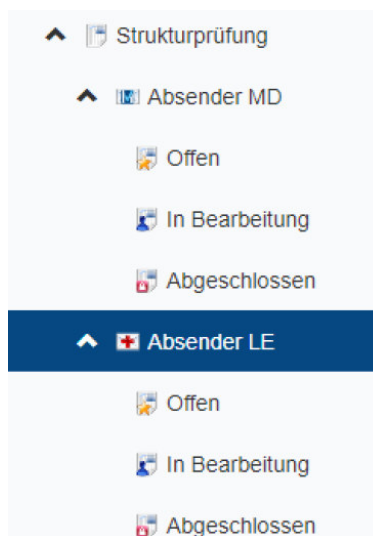 Strukturprüfung
Absender MD
Offen
In Bearbeitung
Abgeschlossen
Absender LE
Offen
In Bearbeitung
Abgeschlossen